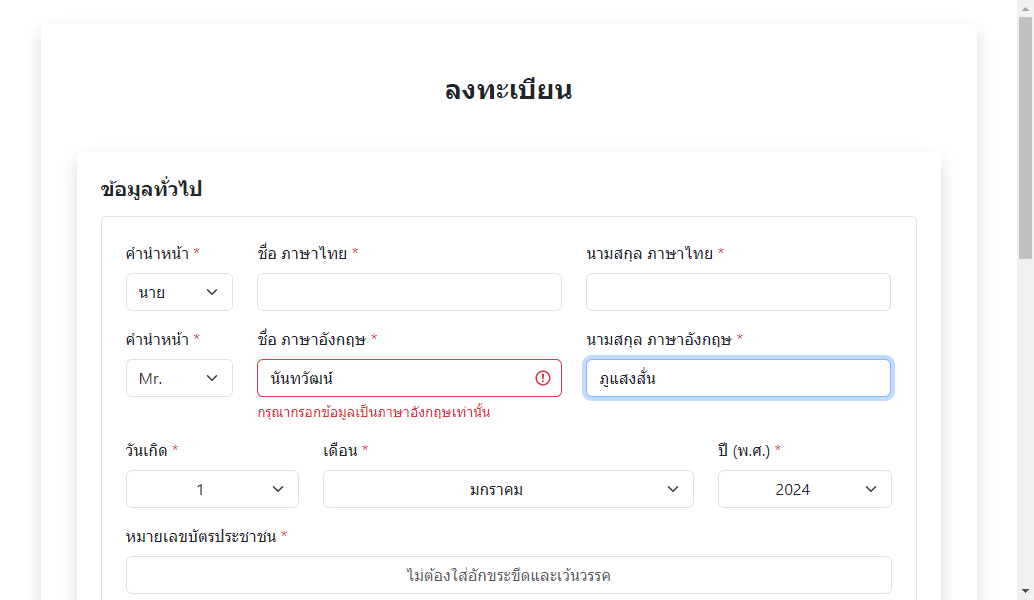 ลงทะเบียน
ข้อมูลทั่วไป
คำนำหน้า * ชื่อ ภาษาไทย * นามสกุล ภาษาไทย *
นาย
คำนำหน้า * ชื่อ ภาษาอังกฤษ * นามสกุล ภาษาอังกฤษ *
Mr. นันทวัฒน์ ภูแสงสั่น
กรุณากรอกข้อมูลเป็นภาษาอังกฤษเท่านั้น
วันเกิด * เดือน * ปี (พ.ศ.) *
1 มกราคม 2024
หมายเลขบัตรประชาชน *
ไม่ต้องใส่อักขระขีดและเว้นวรรค